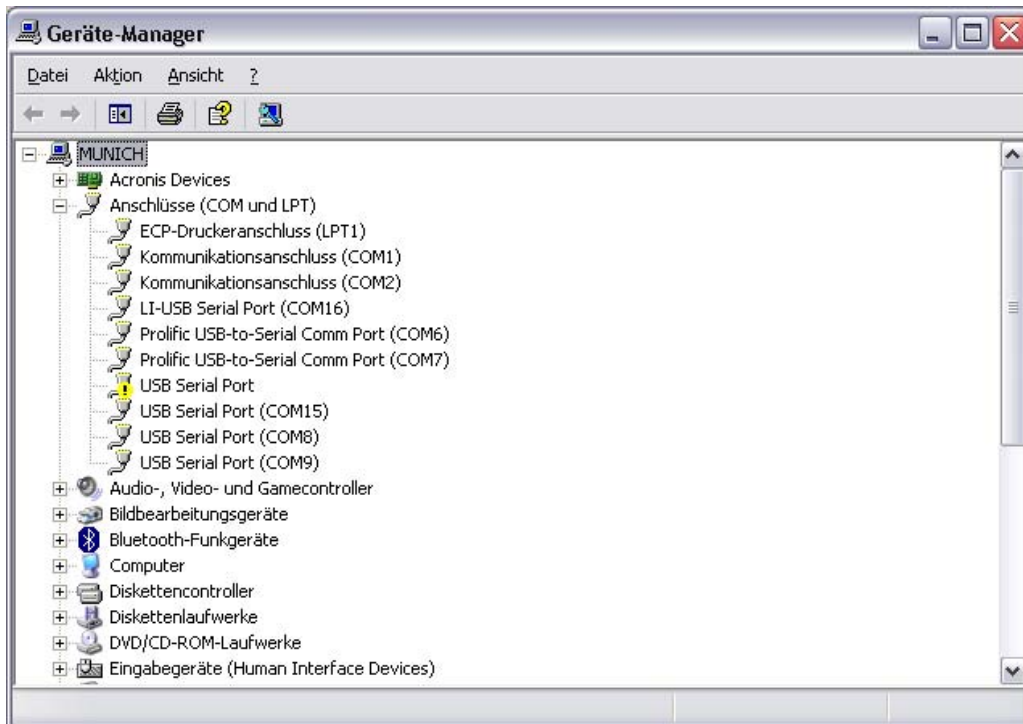 Geräte-Manager
Datei Aktion Ansicht ?
MUNICH
Acronis Devices
Anschlüsse (COM und LPT)
ECP-Druckeranschluss (LPT1)
Kommunikationsanschluss (COM1)
Kommunikationsanschluss (COM2)
LI-USB Serial Port (COM16)
Prolific USB-to-Serial Comm Port (COM6)
Prolific USB-to-Serial Comm Port (COM7)
USB Serial Port
USB Serial Port (COM15)
USB Serial Port (COM8)
USB Serial Port (COM9)
Audio-, Video- und Gamecontroller
Bildbearbeitungsgeräte
Bluetooth-Funkgeräte
Computer
Diskettencontroller
Diskettenlaufwerke
DVD/CD-ROM-Laufwerke
Eingabegeräte (Human Interface Devices)